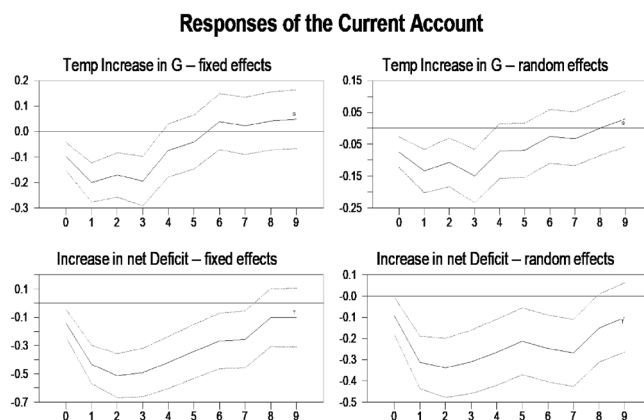 Responses of the Current Account
Temp Increase in G – fixed effects
0.2
0.1
0.0
-0.1
-0.2
-0.3
0 1 2 3 4 5 6 7 8 9
Temp Increase in G – random effects
0.15
0.05
-0.05
-0.15
-0.25
0 1 2 3 4 5 6 7 8 9
Increase in net Deficit – fixed effects
0.1
-0.1
-0.3
-0.5
-0.7
0 1 2 3 4 5 6 7 8 9
Increase in net Deficit – random effects
0.1
-0.0
-0.1
-0.2
-0.3
-0.4
-0.5
0 1 2 3 4 5 6 7 8 9